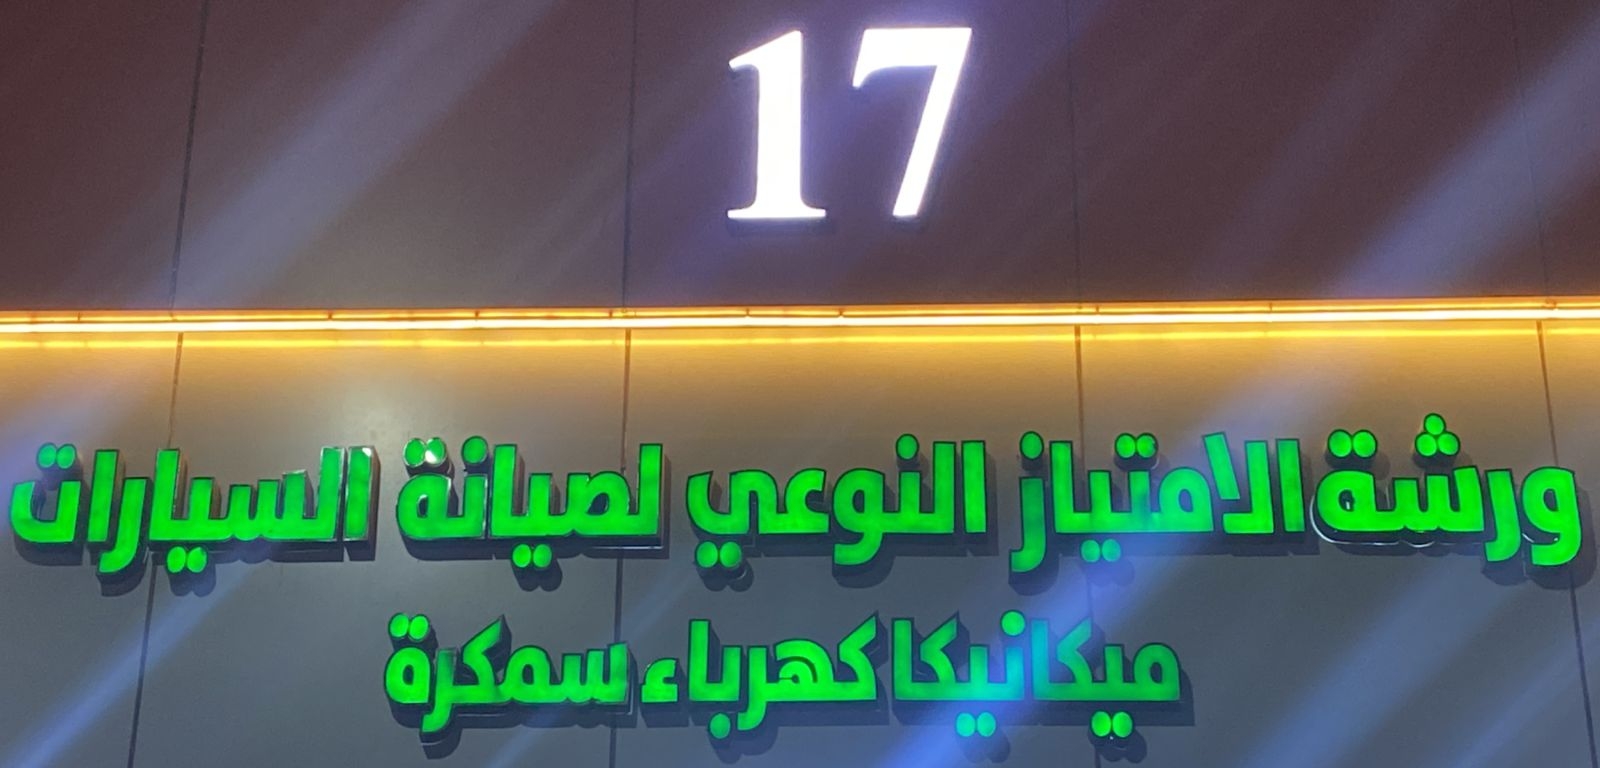 17
ورشة الامتياز النوعي لصيانة السيارات
ميكانيكا كهرباء سمكرة